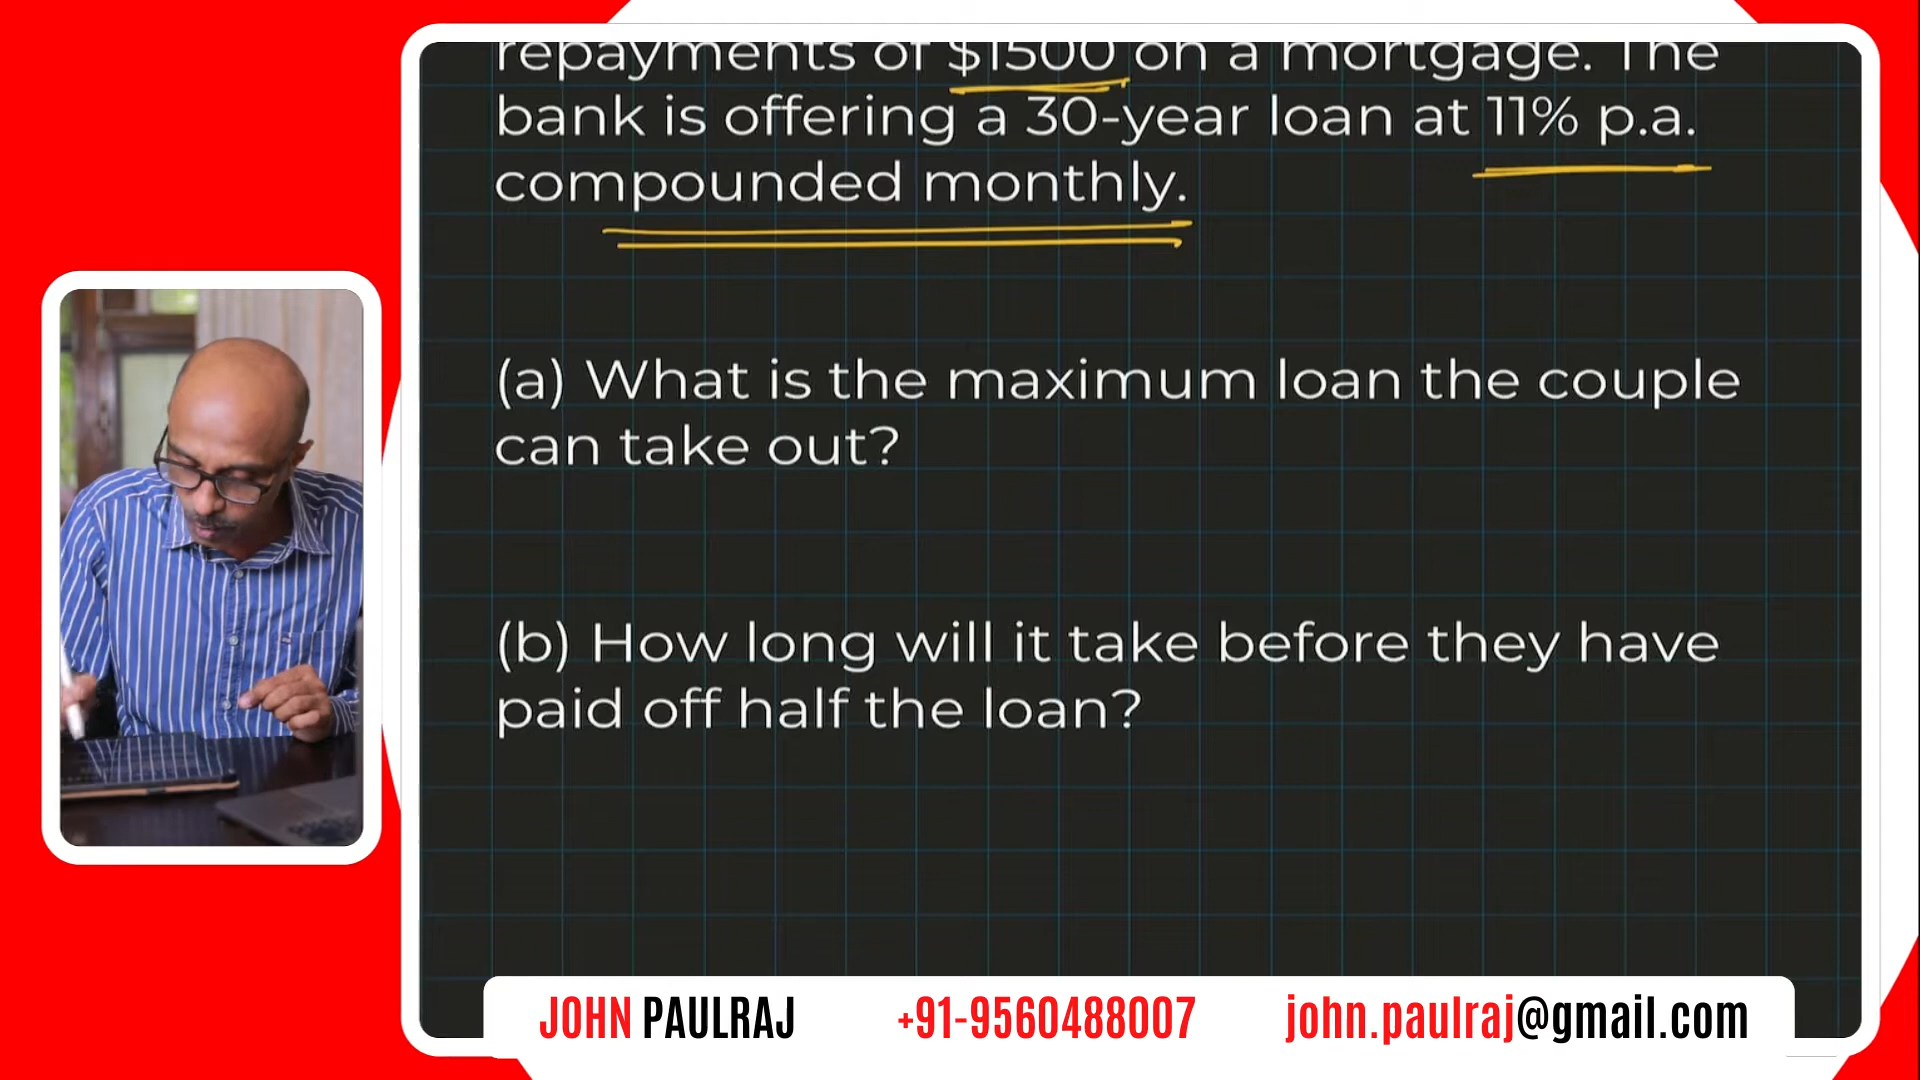 repayments of $1500 on a mortgage. The
bank is offering a 30-year loan at 11% p.a.
compounded monthly.
(a) What is the maximum loan the couple
can take out?
(b) How long will it take before they have
paid off half the loan?
JOHN PAULRAJ +91-9560488007 john.paulraj@gmail.com